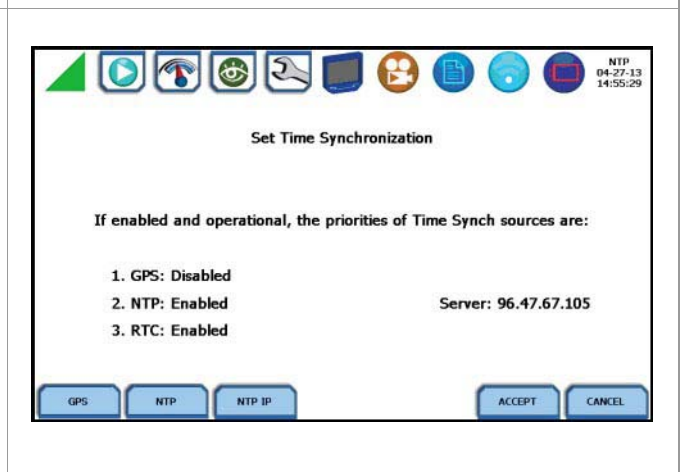 NTP
04-27-13
14:55:29
Set Time Synchronization
If enabled and operational, the priorities of Time Synch sources are:
1. GPS: Disabled
2. NTP: Enabled Server: 96.47.67.105
3. RTC: Enabled
GPS NTP NTP IP ACCEPT CANCEL